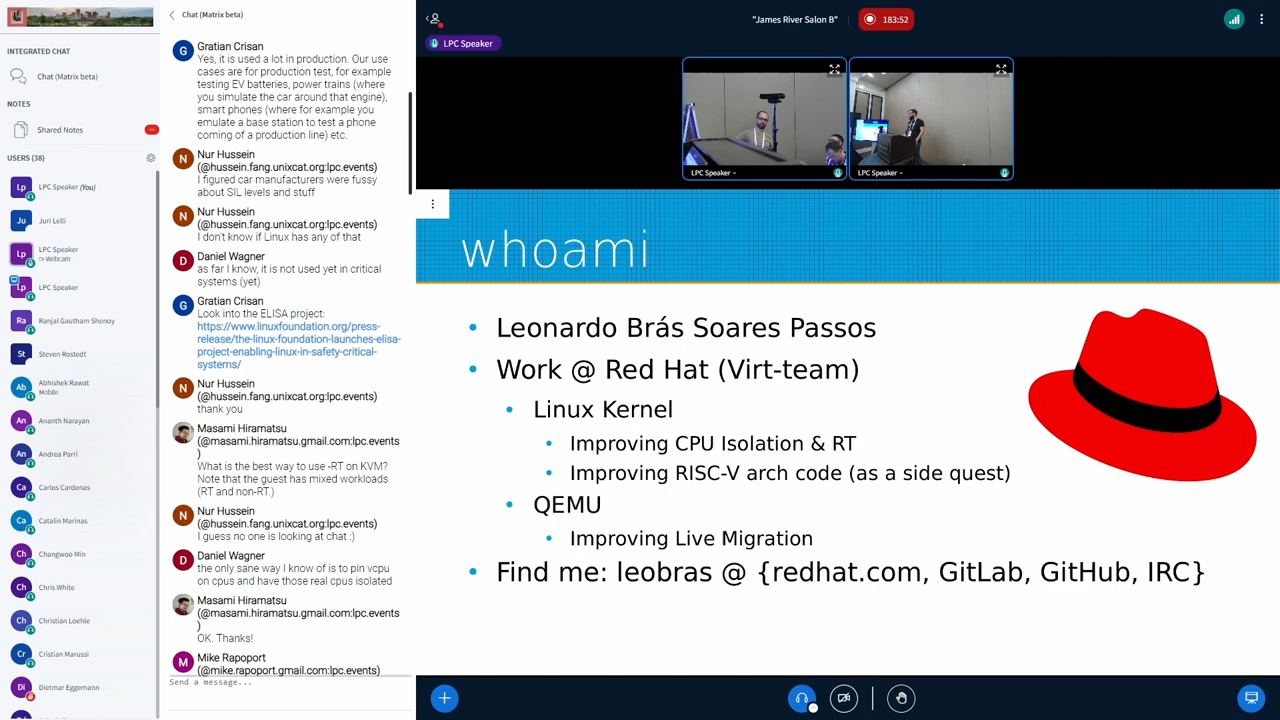 INTEGRATED CHAT
Chat (Matrix beta)
NOTES
Shared Notes
USERS (38)
Lp
LPC Speaker (You)
Ju
Juri Lelli
Lp
LPC Speaker
Webcam
LPC Speaker
Ra
Ranjal Gautham Shenoy
St
Steven Rostedt
Ab
Abhishek Rawat
Mobile
An
Ananth Narayan
An
Andrea Parri
Ca
Carlos Cardenas
Ca
Catalin Marinas
Ch
Changwoo Min
Ch
Chris White
Ch
Christian Loehle
Cr
Cristian Marussi
Di
Dietmar Eggemann
Chat (Matrix beta)
G
Gratian Crisan
Yes, it is used a lot in production. Our use
cases are for production test, for example
testing EV batteries, power trains (where
you simulate the car around that engine),
smart phones (where for example you
emulate a base station to test a phone
coming of a production line) etc.
N
Nur Hussein
(@hussein.fang.unixcat.org:lpc.events)
I figured car manufacturers were fussy
about SIL levels and stuff
N
Nur Hussein
(@hussein.fang.unixcat.org:lpc.events)
I don't know if Linux has any of that
D
Daniel Wagner
as far I know, it is not used yet in critical
systems (yet)
G
Gratian Crisan
Look into the ELISA project:
https://www.linuxfoundation.org/press-
release/the-linux-foundation-launches-elisa-
project-enabling-linux-in-safety-critical-
systems/
N
Nur Hussein
(@hussein.fang.unixcat.org:lpc.events)
thank you
Masami Hiramatsu
(@masami.hiramatsu.gmail.com:lpc.events
)
What is the best way to use -RT on KVM?
Note that the guest has mixed workloads
(RT and non-RT.)
N
Nur Hussein
(@hussein.fang.unixcat.org:lpc.events)
I guess no one is looking at chat :)
D
Daniel Wagner
the only sane way I know of is to pin vcpu
on cpus and have those real cpus isolated
Masami Hiramatsu
(@masami.hiramatsu.gmail.com:lpc.events
)
OK. Thanks!
M
Mike Rapoport
(@mike.rapoport.gmail.com:lpc.events)
Send a message...
"James River Salon B"
183:52
LPC Speaker
LPC Speaker
LPC Speaker
whoami
• Leonardo Brás Soares Passos
• Work @ Red Hat (Virt-team)
• Linux Kernel
• Improving CPU Isolation & RT
• Improving RISC-V arch code (as a side quest)
• QEMU
• Improving Live Migration
• Find me: leobras @ {redhat.com, GitLab, GitHub, IRC}